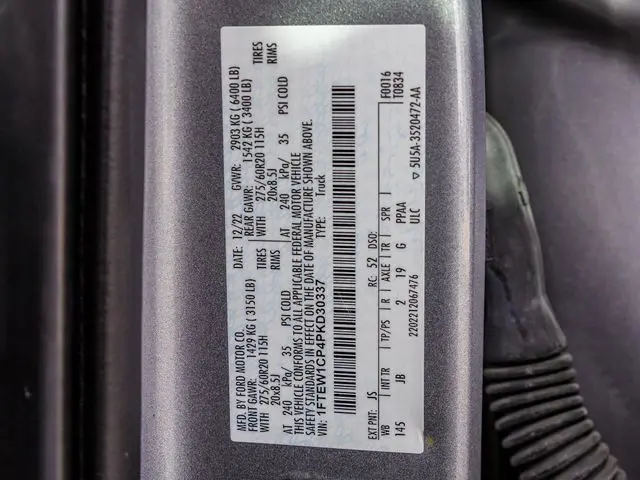 MFD. BY FORD MOTOR CO.
DATE: 12/22 GVWR: 2903 KG (6400 LB)
FRONT GAWR: 1429 KG (3150 LB) REAR GAWR: 1542 KG (3400 LB)
WITH 275/60R20 115H TIRES WITH 275/60R20 115H TIRES
20x8.5J RIMS 20x8.5J RIMS
AT 240 kPa/ 35 PSI COLD AT 240 kPa/ 35 PSI COLD
THIS VEHICLE CONFORMS TO ALL APPLICABLE FEDERAL MOTOR VEHICLE
SAFETY STANDARDS IN EFFECT ON THE DATE OF MANUFACTURE SHOWN ABOVE.
VIN: 1FTEW1CP4PKD30337 TYPE: Truck
F0016
T0834
EXT PNT: JS RC: 52 DSO:
WB INT TR TP/PS R AXLE TR SPR
145 JB 2 19 G PPAA
ULC
2202212067476 5U5A-3520472-AA